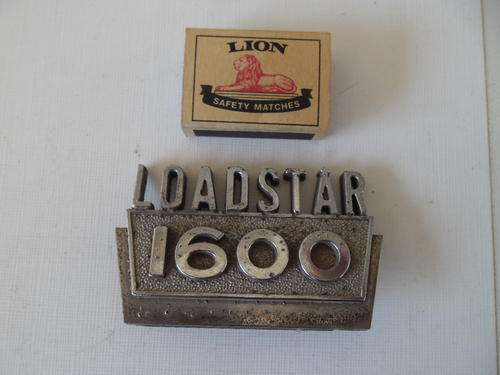 LION
SAFETY MATCHES
LOADSTAR
1600